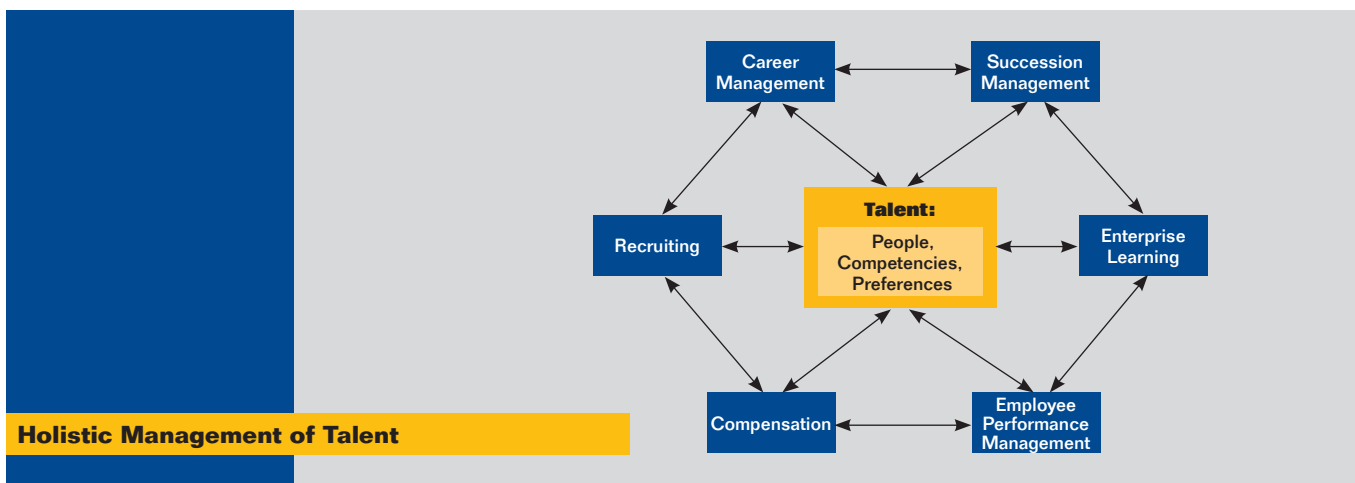 Career
Management
Succession
Management
Talent:
People,
Competencies,
Preferences
Recruiting
Enterprise
Learning
Compensation
Employee
Performance
Management
Holistic Management of Talent